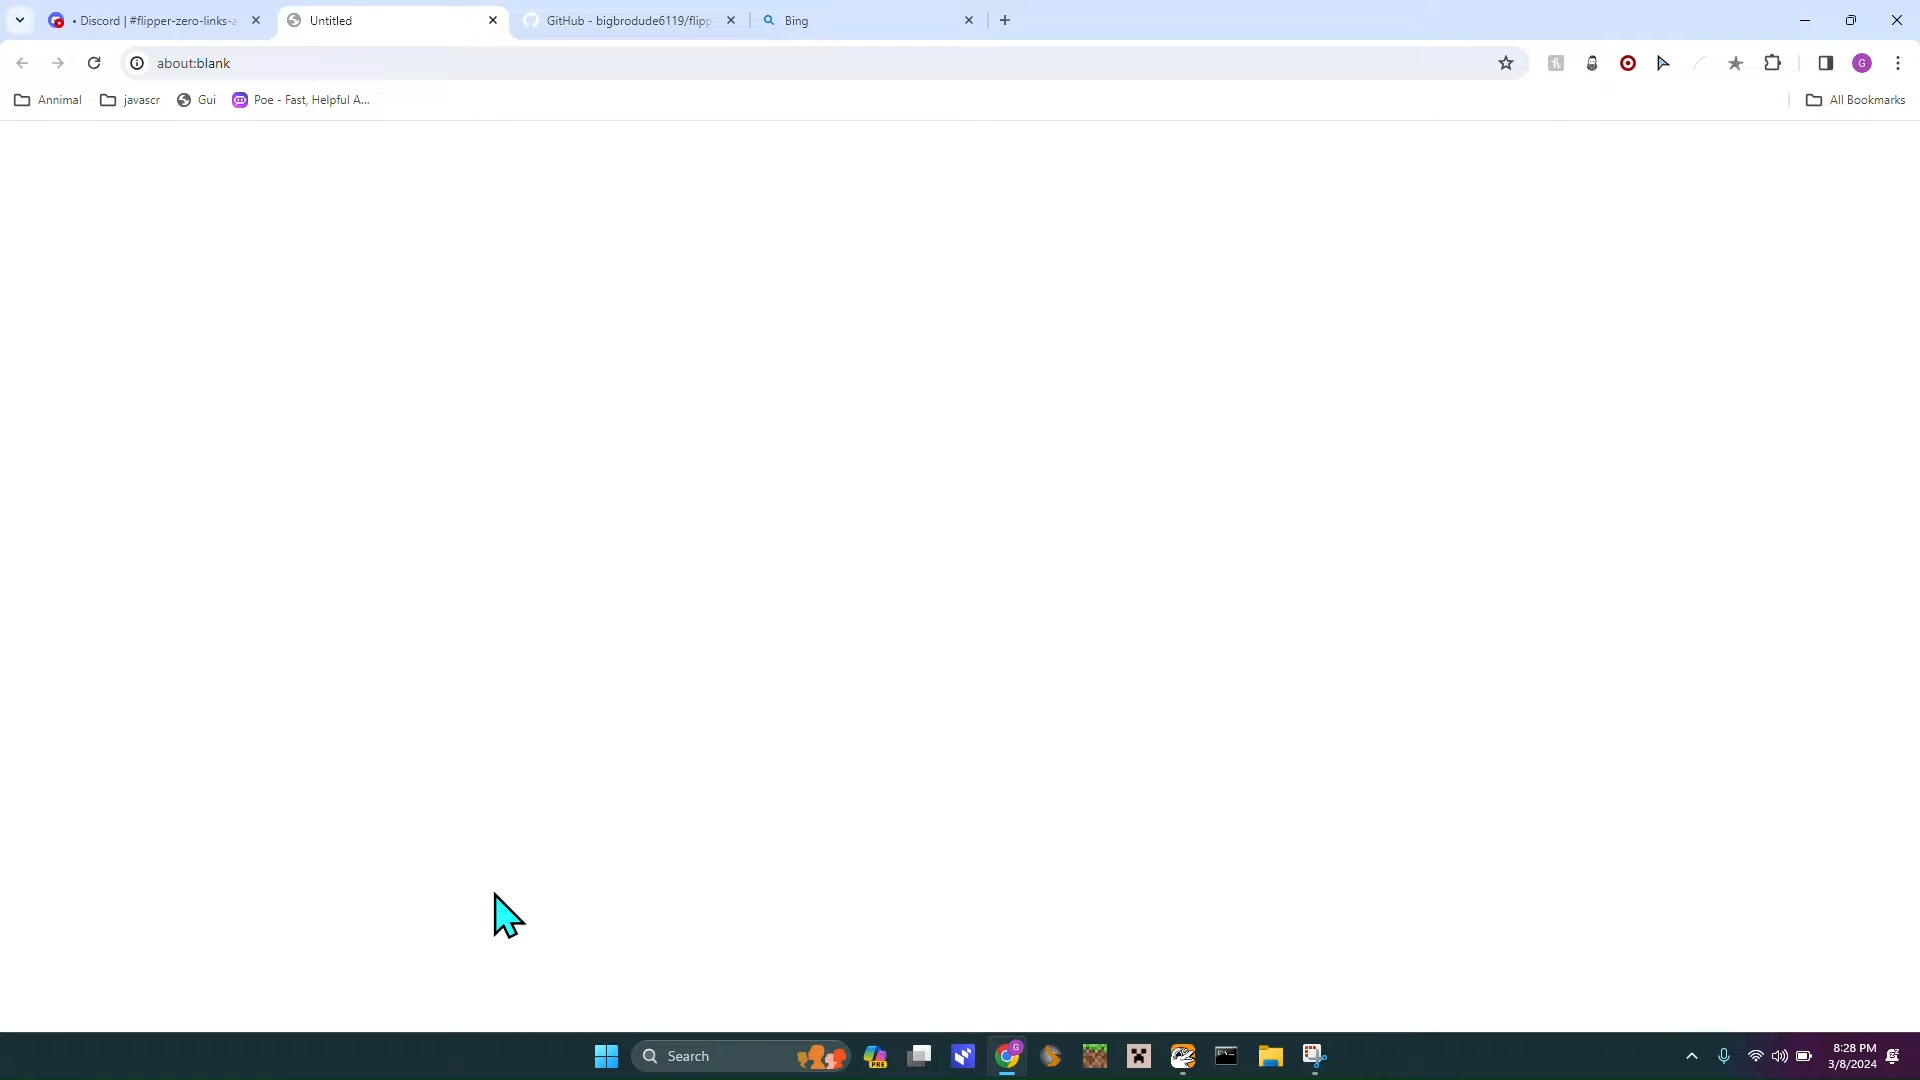 • Discord | #flipper-zero-links-a
Untitled
GitHub - bigbrodude6119/flipp
Bing
about:blank
G
Annimal
javascr
Gui
Poe - Fast, Helpful A...
All Bookmarks
Search
PRE
G
8:28 PM
3/8/2024